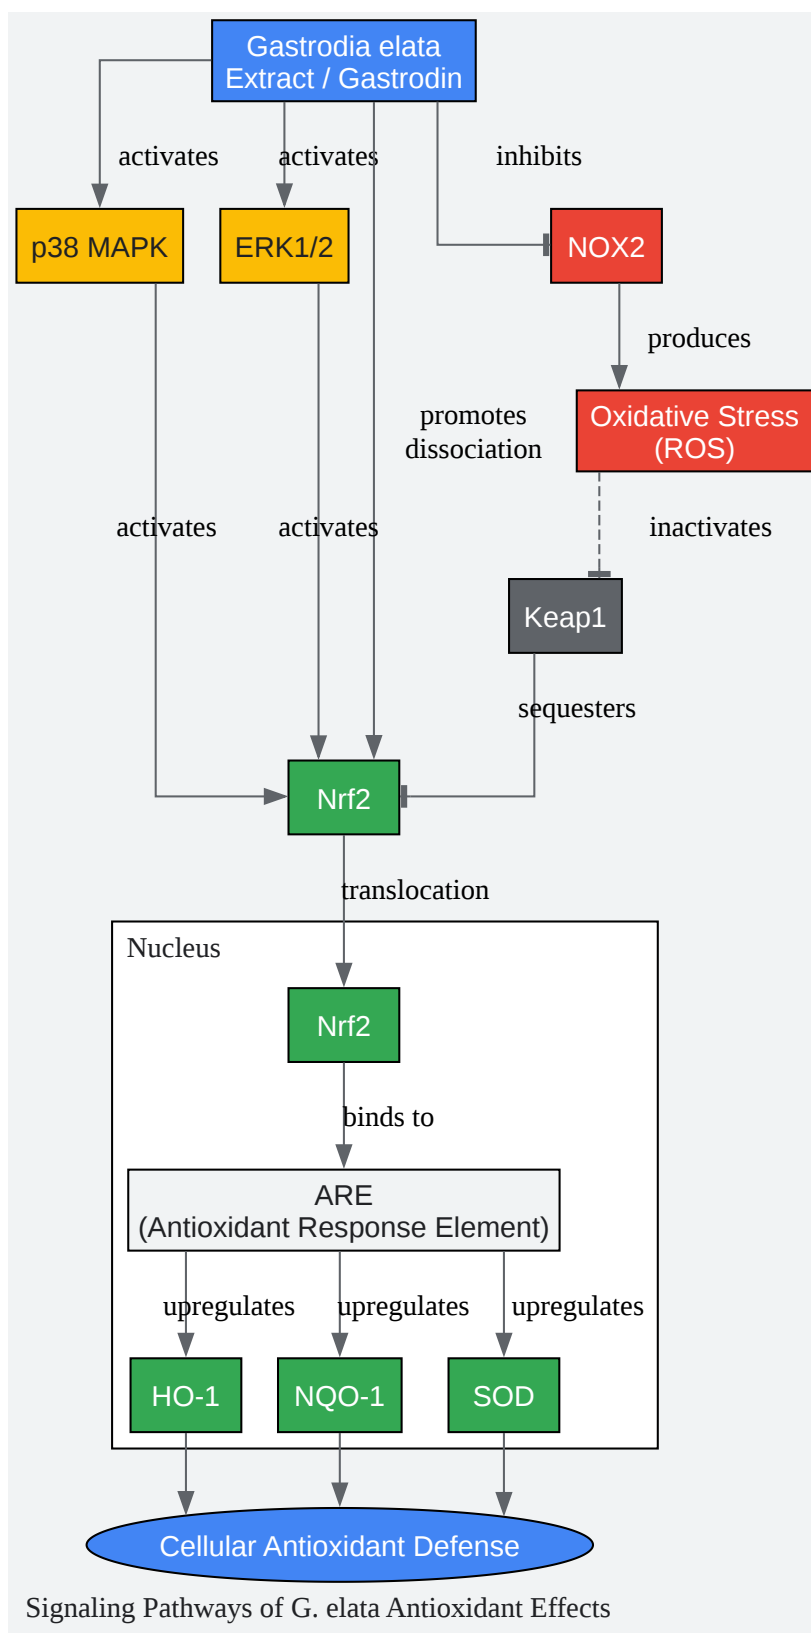 Gastrodia elata
Extract / Gastrodin
activates
activates
inhibits
p38 MAPK
ERK1/2
NOX2
produces
promotes
dissociation
Oxidative Stress
(ROS)
activates
activates
inactivates
Keap1
sequesters
Nrf2
translocation
Nucleus
Nrf2
binds to
ARE
(Antioxidant Response Element)
upregulates
upregulates
upregulates
HO-1
NQO-1
SOD
Cellular Antioxidant Defense
Signaling Pathways of G. elata Antioxidant Effects